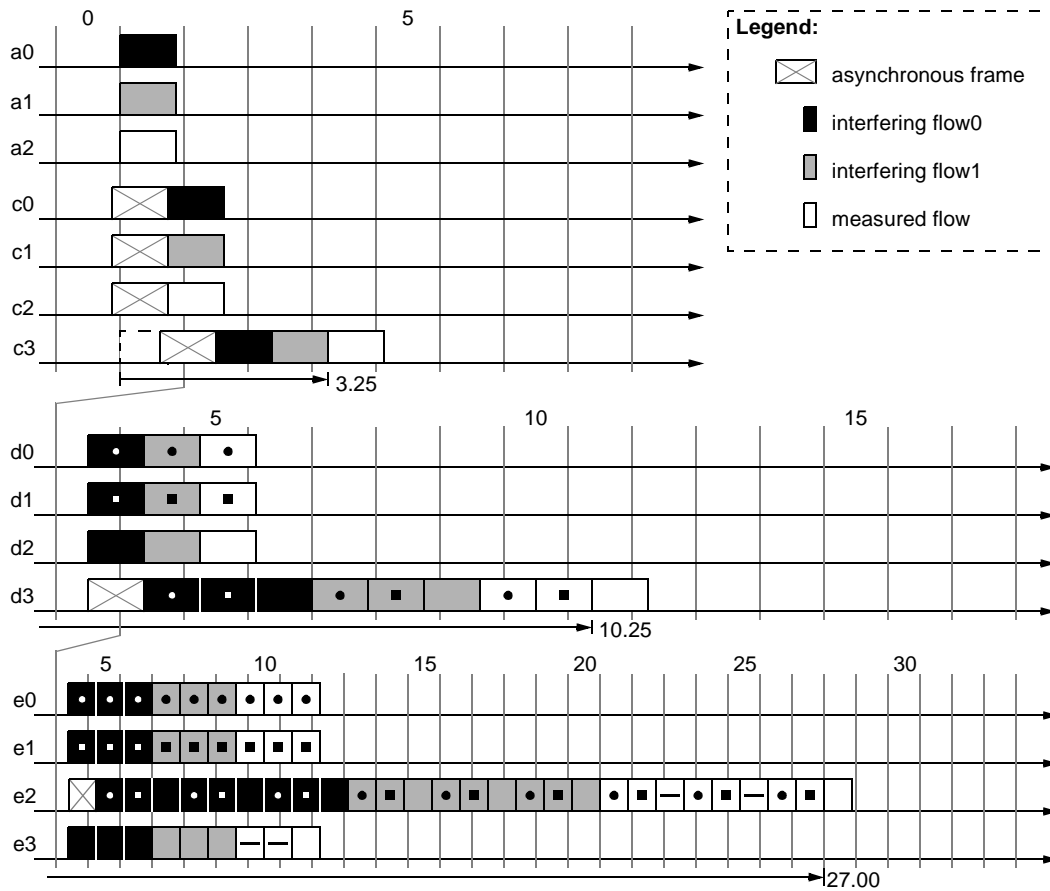 0 5
Legend:
a0
asynchronous frame
a1
interfering flow0
a2
interfering flow1
c0
measured flow
c1
c2
c3
3.25
5 10 15
d0
d1
d2
d3
10.25
5 10 15 20 25 30
e0
e1
e2
e3
27.00